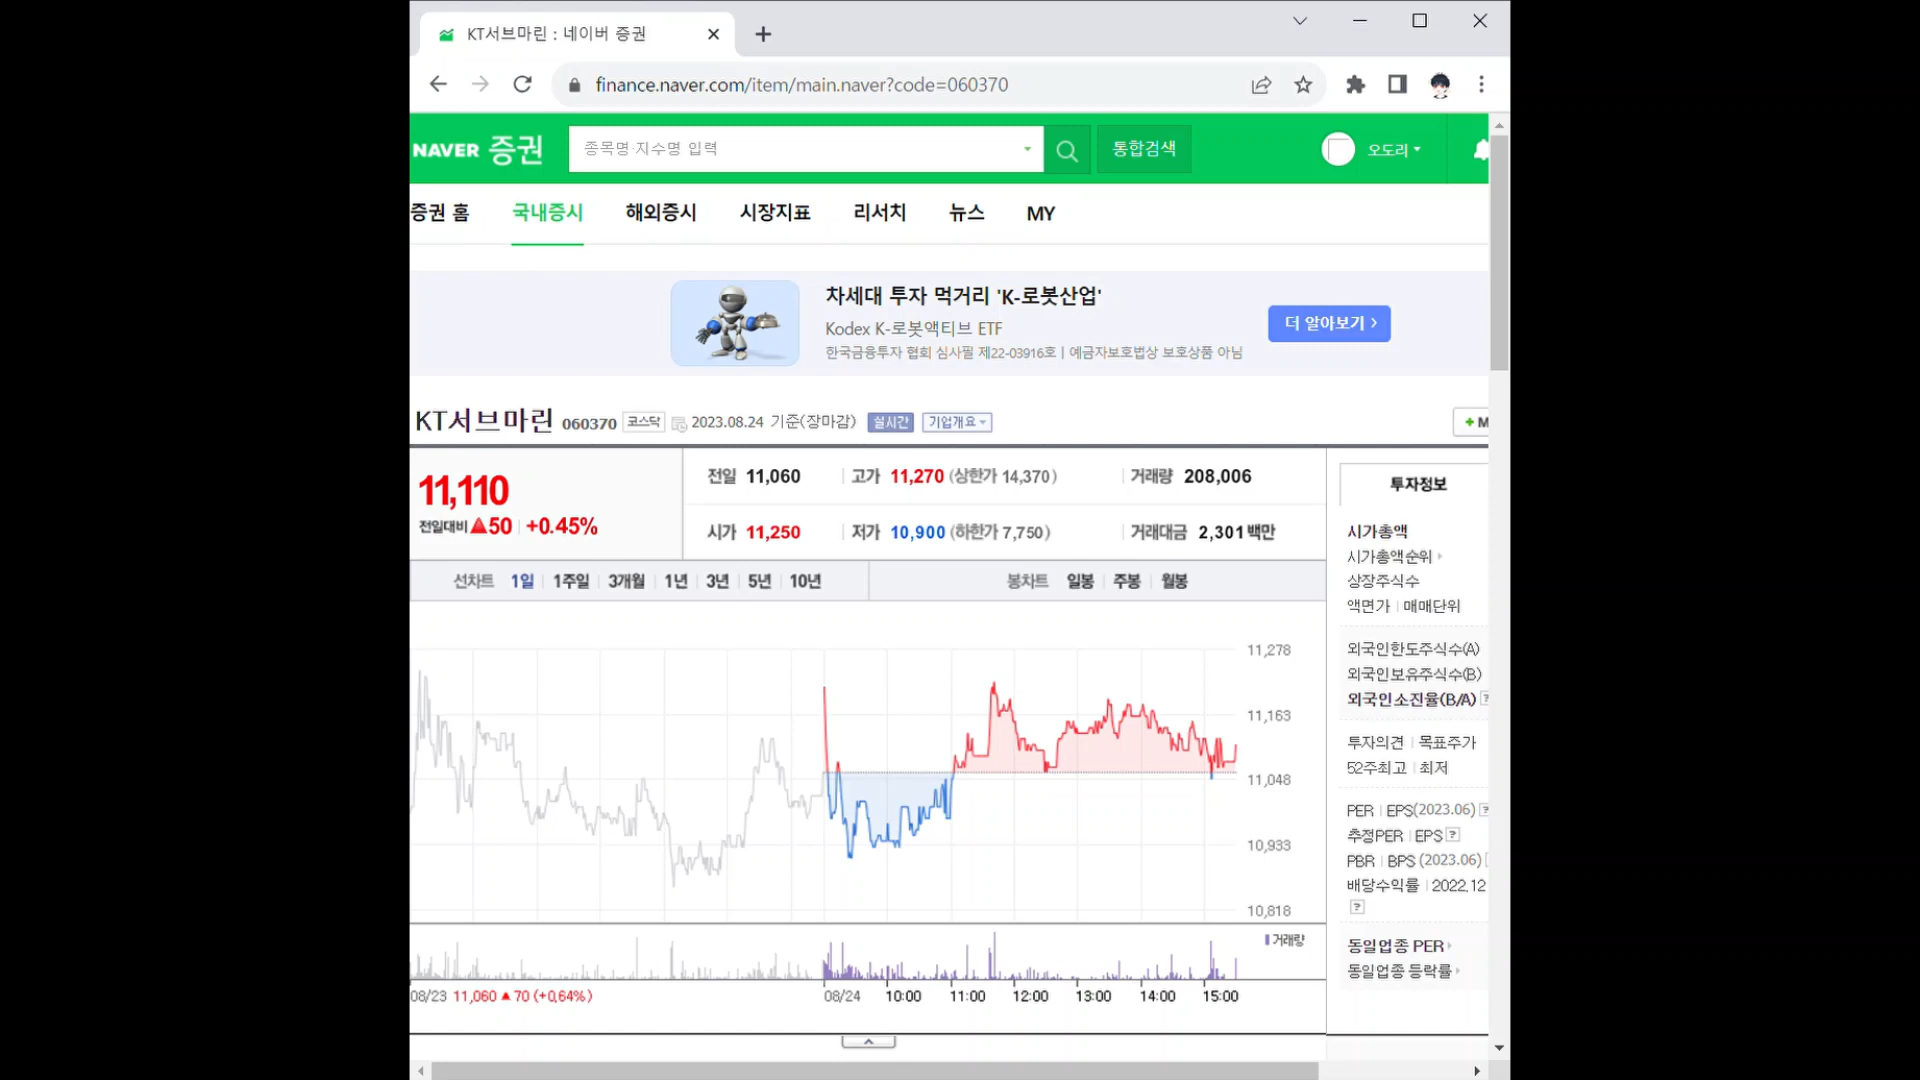 KT서브마린 : 네이버 증권
finance.naver.com/item/main.naver?code=060370
NAVER 증권 종목명·지수명 입력 통합검색 오도리
증권 홈 국내증시 해외증시 시장지표 리서치 뉴스 MY
차세대 투자 먹거리 'K-로봇산업'
Kodex K-로봇액티브 ETF
한국금융투자 협회 심사필 제22-03916호 | 예금자보호법상 보호상품 아님
더 알아보기 >
KT서브마린 060370 코스닥 2023.08.24 기준(장마감) 실시간 기업개요 + M
11,110
전일대비 ▲50 +0.45%
전일 11,060 고가 11,270 (상한가 14,370) 거래량 208,006
시가 11,250 저가 10,900 (하한가 7,750) 거래대금 2,301 백만
선차트 1일 1주일 3개월 1년 3년 5년 10년 봉차트 일봉 주봉 월봉
11,278
11,163
11,048
10,933
10,818
거래량
08/23 11,060 ▲ 70 (+0.64%) 08/24 10:00 11:00 12:00 13:00 14:00 15:00
투자정보
시가총액
시가총액순위
상장주식수
액면가 | 매매단위
외국인한도주식수(A)
외국인보유주식수(B)
외국인소진율(B/A) ?
투자의견 | 목표주가
52주최고 | 최저
PER | EPS(2023.06) ?
추정PER | EPS ?
PBR | BPS (2023.06)
배당수익률 | 2022.12
?
동일업종 PER
동일업종 등락률